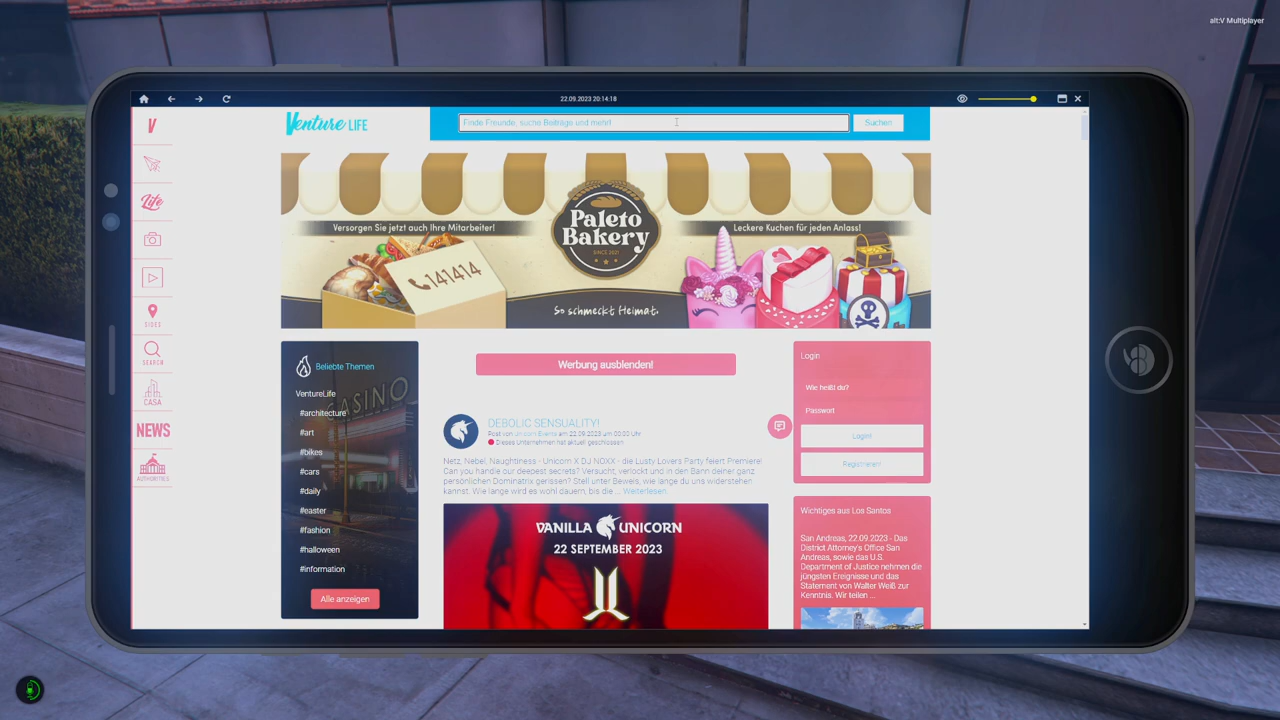 alt:V Multiplayer
22.09.2023 20:14:18
V
Venture LIFE
Finde Freunde, suche Beiträge und mehr!
Suchen
Life
SIDES
SEARCH
CASA
NEWS
AUTHORITIES
Versorgen Sie jetzt auch Ihre Mitarbeiter!
Paleto
Bakery
SINCE 2021
Leckere Kuchen für jeden Anlass!
141414
So schmeckt Heimat.
Beliebte Themen
CASINO
VentureLife
#architecture
#art
#bikes
#cars
#daily
#easter
#fashion
#halloween
#information
Alle anzeigen
Werbung ausblenden!
DEBOLIC SENSUALITY!
Post von Unicorn Events am 22.09.2023 um 00:00 Uhr
Dieses Unternehmen hat aktuell geschlossen
Netz, Nebel, Naughtiness - Unicorn X DJ NOXX - die Lusty Lovers Party feiert Premiere!
Can you handle our deepest secrets? Versucht, verlockt und in den Bann deiner ganz
persönlichen Dominatrix gerissen? Stell unter Beweis, wie lange du uns widerstehen
kannst. Wie lange wird es wohl dauern, bis die ... Weiterlesen
VANILLA UNICORN
22 SEPTEMBER 2023
Login
Wie heißt du?
Passwort
Login!
Registrieren!
Wichtiges aus Los Santos
San Andreas, 22.09.2023 - Das
District Attorney's Office San
Andreas, sowie das U.S.
Department of Justice nehmen die
jüngsten Ereignisse und das
Statement von Walter Weiß zur
Kenntnis. Wir teilen ...